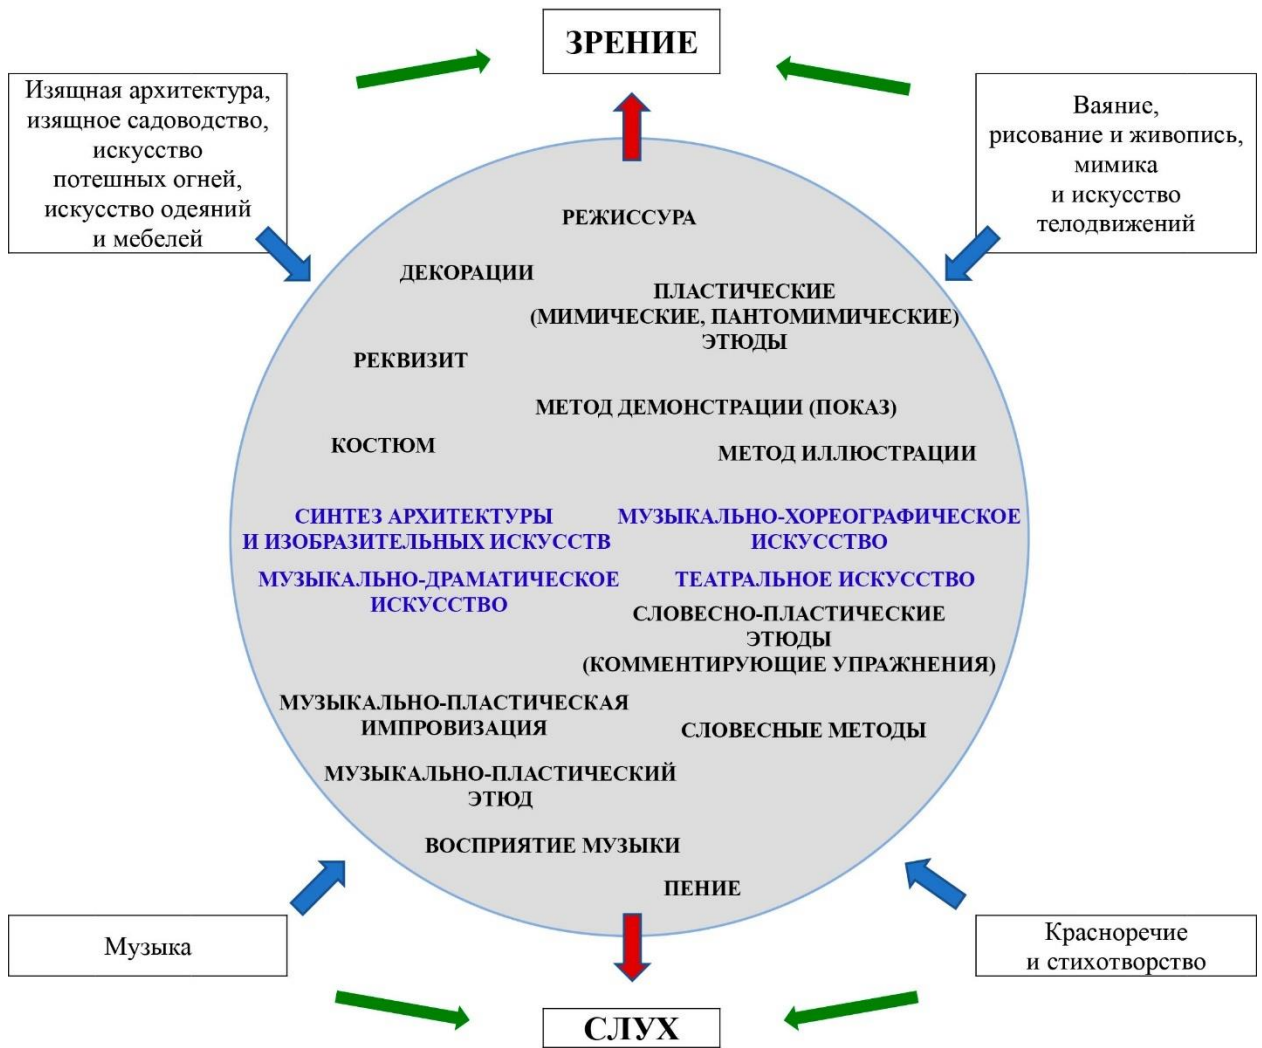 ЗРЕНИЕ
Изящная архитектура,
изящное садоводство,
искусство
потешных огней,
искусство одеяний
и мебелей
Ваяние,
рисование и живопись,
мимика
и искусство
телодвижений
РЕЖИССУРА
ДЕКОРАЦИИ
ПЛАСТИЧЕСКИЕ
(МИМИЧЕСКИЕ, ПАНТОМИМИЧЕСКИЕ)
ЭТЮДЫ
РЕКВИЗИТ
МЕТОД ДЕМОНСТРАЦИИ (ПОКАЗ)
КОСТЮМ
МЕТОД ИЛЛЮСТРАЦИИ
СИНТЕЗ АРХИТЕКТУРЫ
И ИЗОБРАЗИТЕЛЬНЫХ ИСКУССТВ
МУЗЫКАЛЬНО-ХОРЕОГРАФИЧЕСКОЕ
ИСКУССТВО
МУЗЫКАЛЬНО-ДРАМАТИЧЕСКОЕ
ИСКУССТВО
ТЕАТРАЛЬНОЕ ИСКУССТВО
СЛОВЕСНО-ПЛАСТИЧЕСКИЕ
ЭТЮДЫ
(КОММЕНТИРУЮЩИЕ УПРАЖНЕНИЯ)
МУЗЫКАЛЬНО-ПЛАСТИЧЕСКАЯ
ИМПРОВИЗАЦИЯ
СЛОВЕСНЫЕ МЕТОДЫ
МУЗЫКАЛЬНО-ПЛАСТИЧЕСКИЙ
ЭТЮД
ВОСПРИЯТИЕ МУЗЫКИ
ПЕНИЕ
Музыка
Красноречие
и стихотворство
СЛУХ